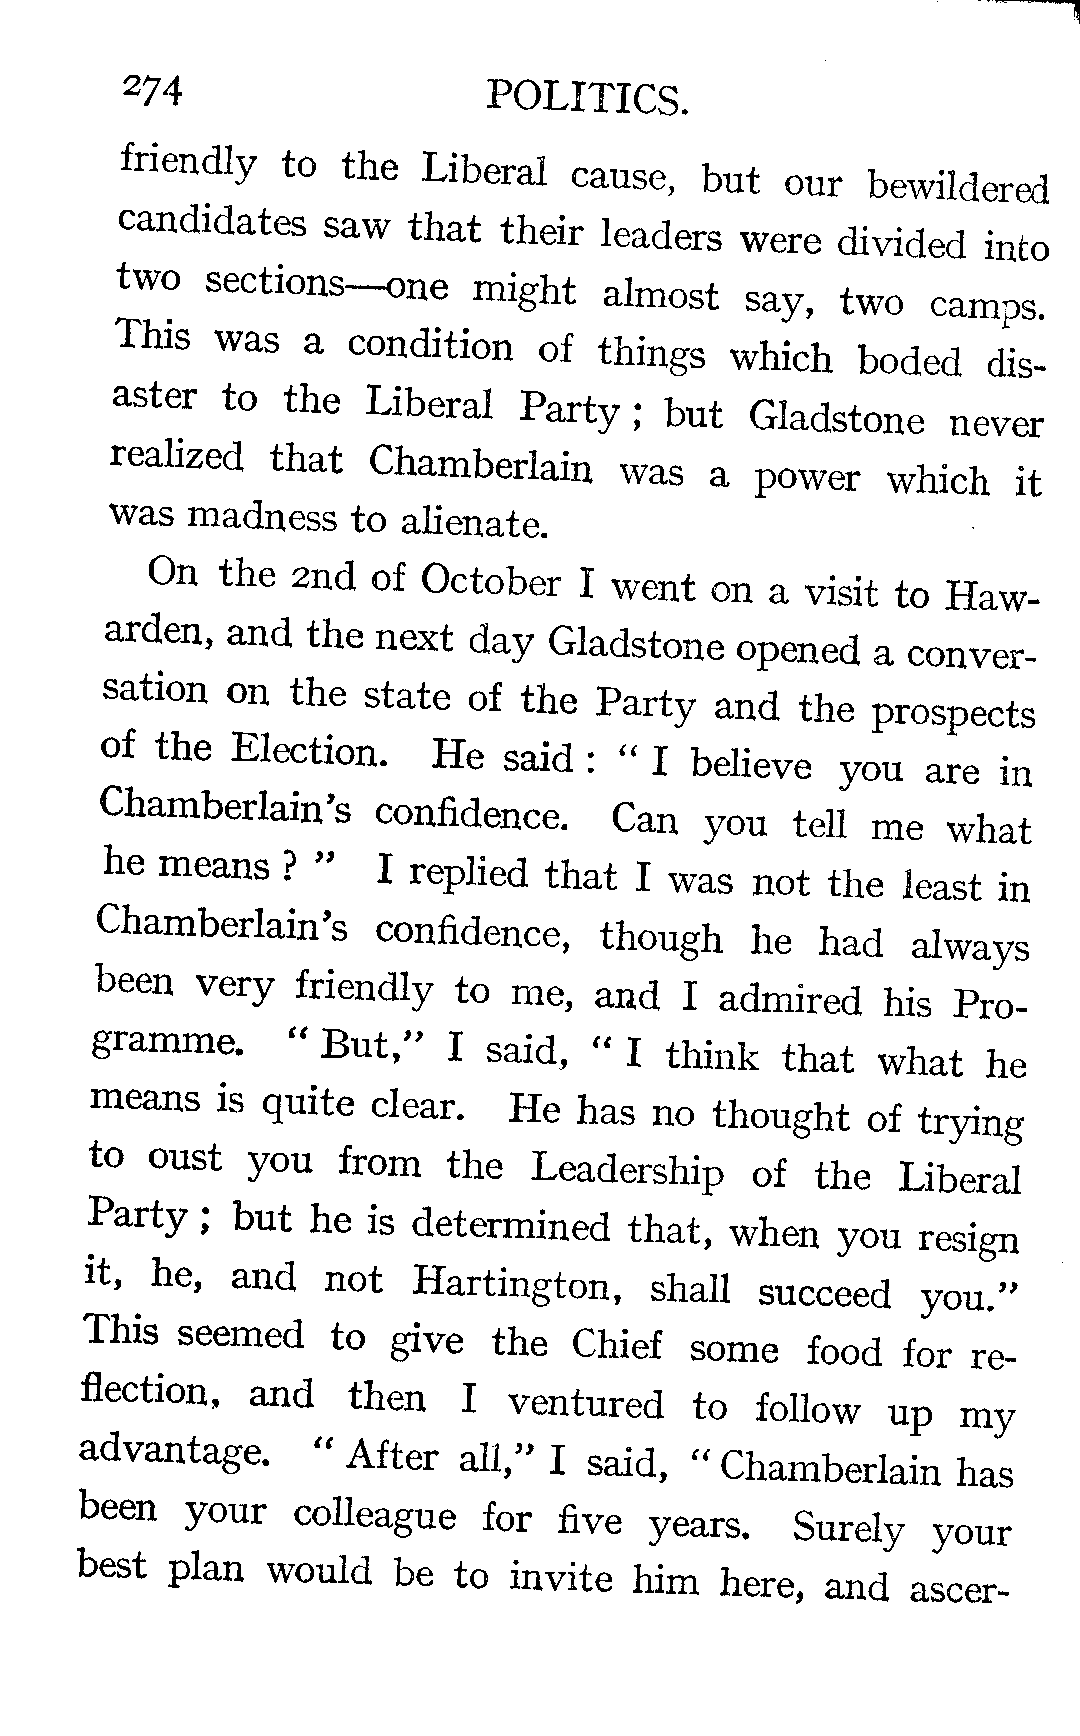 274 POLITICS.
friendly to the Liberal cause, but our bewildered
candidates saw that their leaders were divided into
two sections—one might almost say, two camps.
This was a condition of things which boded dis-
aster to the Liberal Party ; but Gladstone never
realized that Chamberlain was a power which it
was madness to alienate.
On the 2nd of October I went on a visit to Haw-
arden, and the next day Gladstone opened a conver-
sation on the state of the Party and the prospects
of the Election. He said : “ I believe you are in
Chamberlain’s confidence. Can you tell me what
he means ? ” I replied that I was not the least in
Chamberlain’s confidence, though he had always
been very friendly to me, and I admired his Pro-
gramme. “ But,” I said, “ I think that what he
means is quite clear. He has no thought of trying
to oust you from the Leadership of the Liberal
Party ; but he is determined that, when you resign
it, he, and not Hartington, shall succeed you.”
This seemed to give the Chief some food for re-
flection, and then I ventured to follow up my
advantage. “ After all,” I said, “ Chamberlain has
been your colleague for five years. Surely your
best plan would be to invite him here, and ascer-